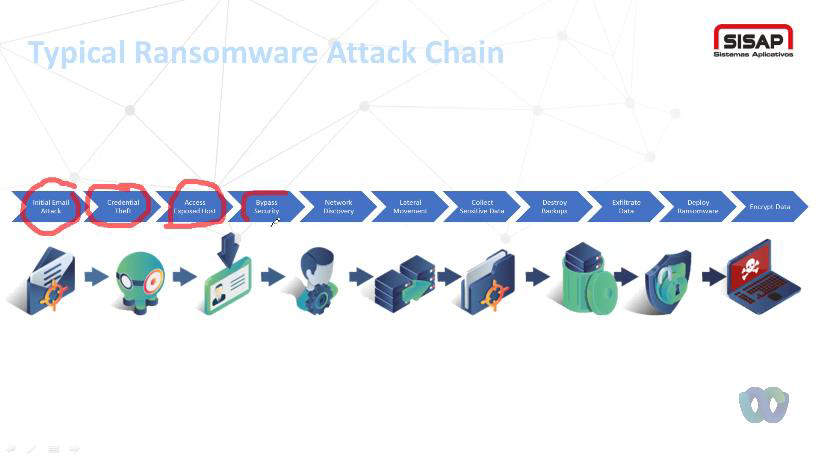 Typical Ransomware Attack Chain
SISAP
Sistemas Aplicativos
Initial Email
Attack
Credential
Theft
Access
Exposed Host
Bypass
Security
Network
Discovery
Lateral
Movement
Collect
Sensitive Data
Destroy
Backups
Exfiltrate
Data
Deploy
Ransomware
Encrypt Data